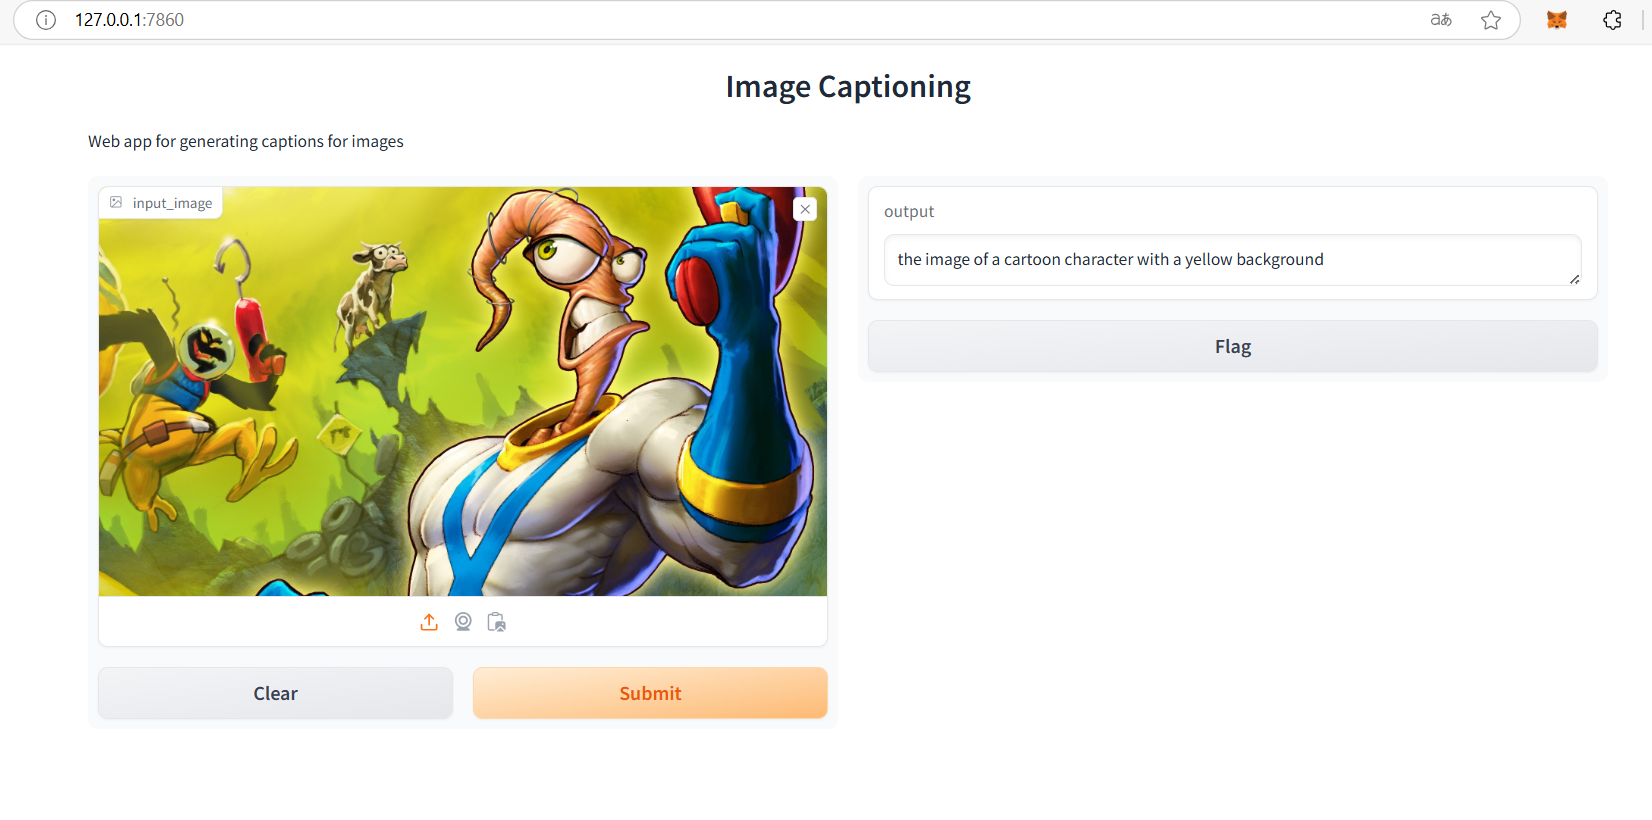 127.0.0.1:7860
Image Captioning
Web app for generating captions for images
input_image
output
the image of a cartoon character with a yellow background
Flag
Clear
Submit